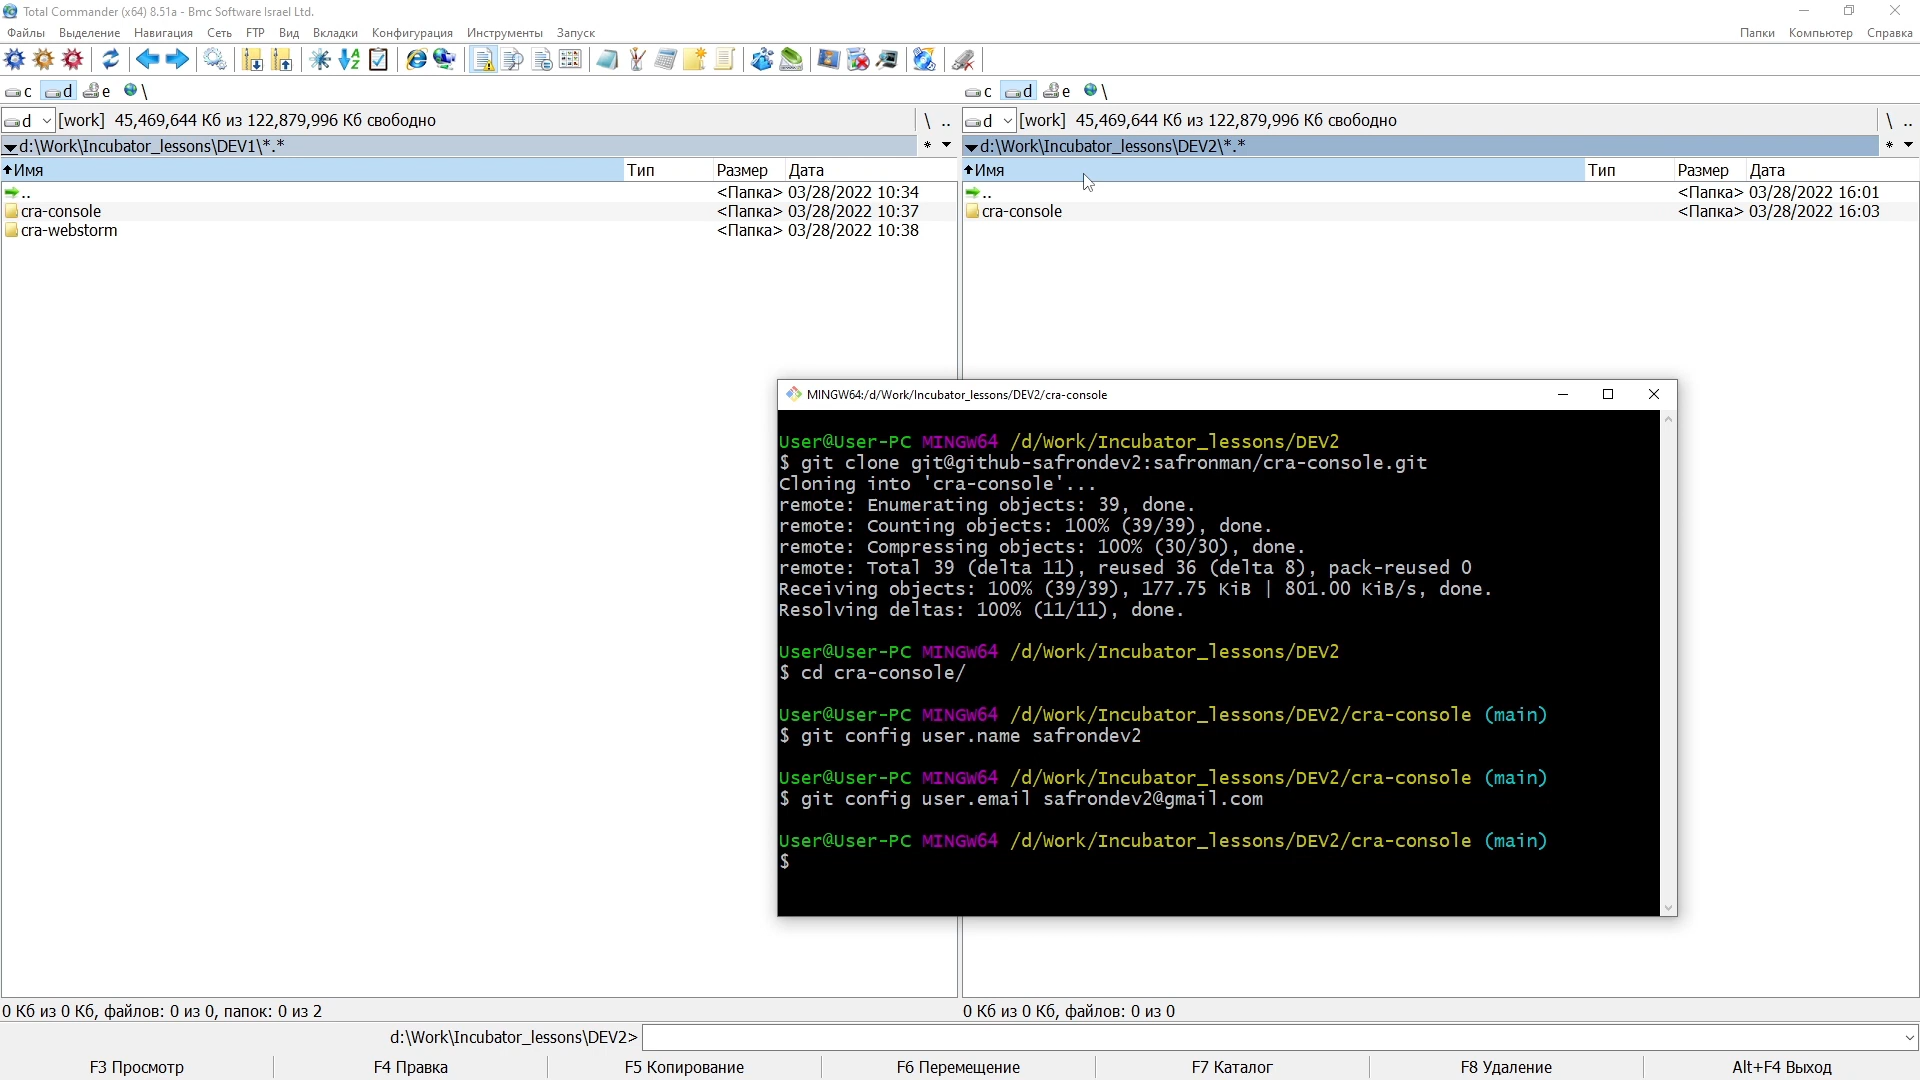 Total Commander (x64) 8.51a - Bmc Software Israel Ltd.
Файлы Выделение Навигация Сеть FTP Вид Вкладки Конфигурация Инструменты Запуск Папки Компьютер Справка
c d e \ c d e \
d [work] 45,469,644 Кб из 122,879,996 Кб свободно \ .. d [work] 45,469,644 Кб из 122,879,996 Кб свободно \ ..
d:\Work\Incubator_lessons\DEV1\*.* * d:\Work\Incubator_lessons\DEV2\*.* *
Имя Тип Размер Дата Имя Тип Размер Дата
.. <Папка> 03/28/2022 10:34 .. <Папка> 03/28/2022 16:01
cra-console <Папка> 03/28/2022 10:37 cra-console <Папка> 03/28/2022 16:03
cra-webstorm <Папка> 03/28/2022 10:38
MINGW64:/d/Work/Incubator_lessons/DEV2/cra-console
User@User-PC MINGW64 /d/Work/Incubator_lessons/DEV2
$ git clone git@github-safrondev2:safronman/cra-console.git
Cloning into 'cra-console'...
remote: Enumerating objects: 39, done.
remote: Counting objects: 100% (39/39), done.
remote: Compressing objects: 100% (30/30), done.
remote: Total 39 (delta 11), reused 36 (delta 8), pack-reused 0
Receiving objects: 100% (39/39), 177.75 KiB | 801.00 KiB/s, done.
Resolving deltas: 100% (11/11), done.
User@User-PC MINGW64 /d/Work/Incubator_lessons/DEV2
$ cd cra-console/
User@User-PC MINGW64 /d/Work/Incubator_lessons/DEV2/cra-console (main)
$ git config user.name safrondev2
User@User-PC MINGW64 /d/Work/Incubator_lessons/DEV2/cra-console (main)
$ git config user.email safrondev2@gmail.com
User@User-PC MINGW64 /d/Work/Incubator_lessons/DEV2/cra-console (main)
$
0 Кб из 0 Кб, файлов: 0 из 0, папок: 0 из 2 0 Кб из 0 Кб, файлов: 0 из 0
d:\Work\Incubator_lessons\DEV2>
F3 Просмотр F4 Правка F5 Копирование F6 Перемещение F7 Каталог F8 Удаление Alt+F4 Выход